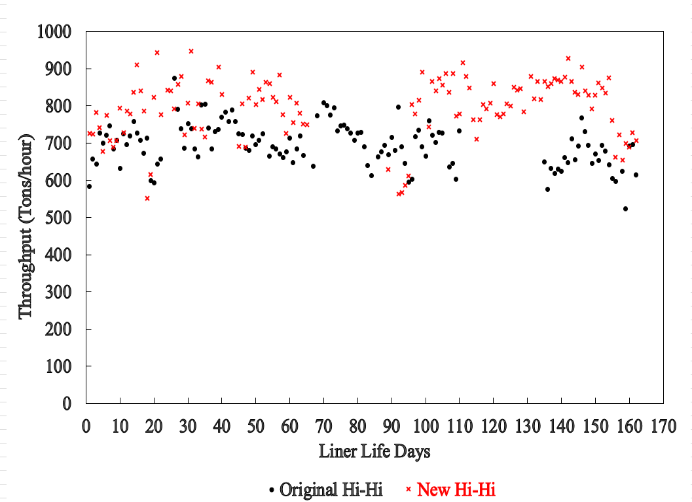 Throughput (Tons/hour)
1000
900
800
700
600
500
400
300
200
100
0
0 10 20 30 40 50 60 70 80 90 100 110 120 130 140 150 160 170
Liner Life Days
Original Hi-Hi New Hi-Hi